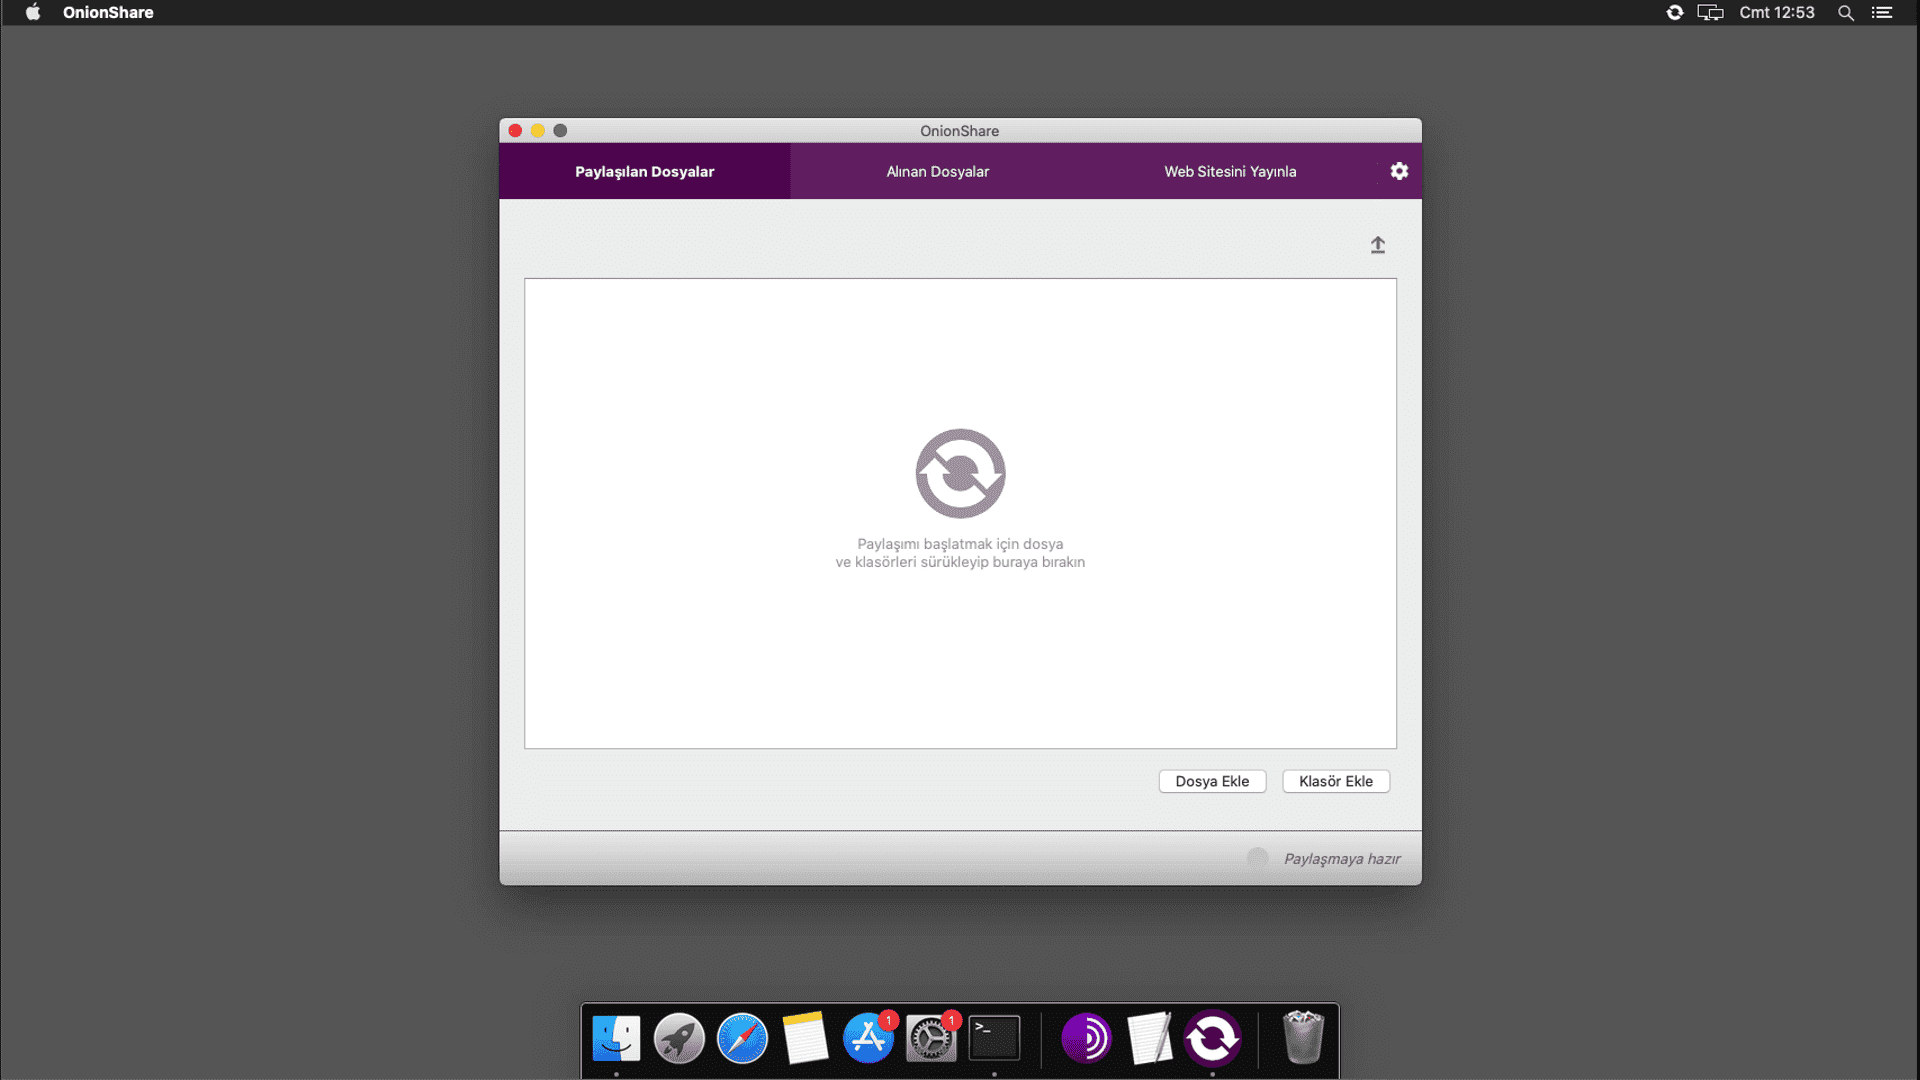 OnionShare
Cmt 12:53
OnionShare
Paylaşılan Dosyalar
Alınan Dosyalar
Web Sitesini Yayınla
Paylaşımı başlatmak için dosya
ve klasörleri sürükleyip buraya bırakın
Dosya Ekle
Klasör Ekle
Paylaşmaya hazır
1
1
>_